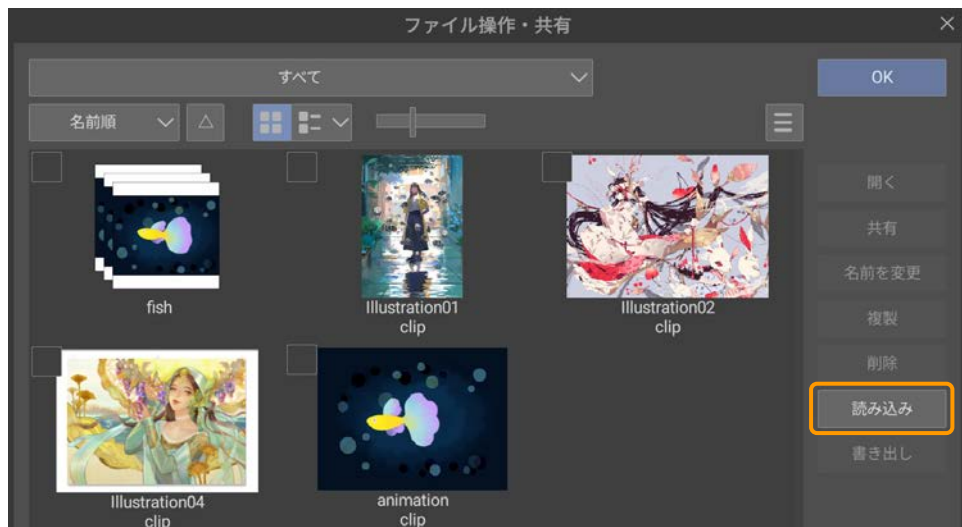 ファイル操作・共有
すべて
OK
名前順
開く
共有
名前を変更
複製
削除
読み込み
書き出し
fish
Illustration01
clip
Illustration02
clip
Illustration04
clip
animation
clip